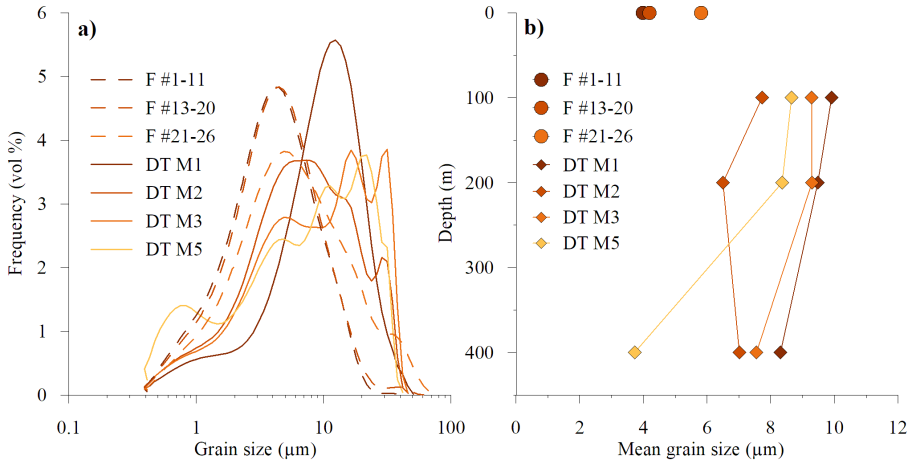 a)
6
5
4
3
2
1
0
Frequency (vol %)
F #1-11
F #13-20
F #21-26
DT M1
DT M2
DT M3
DT M5
0.1
1
10
100
Grain size (µm)
b)
0
100
200
300
400
Depth (m)
F #1-11
F #13-20
F #21-26
DT M1
DT M2
DT M3
DT M5
0
2
4
6
8
10
12
Mean grain size (µm)